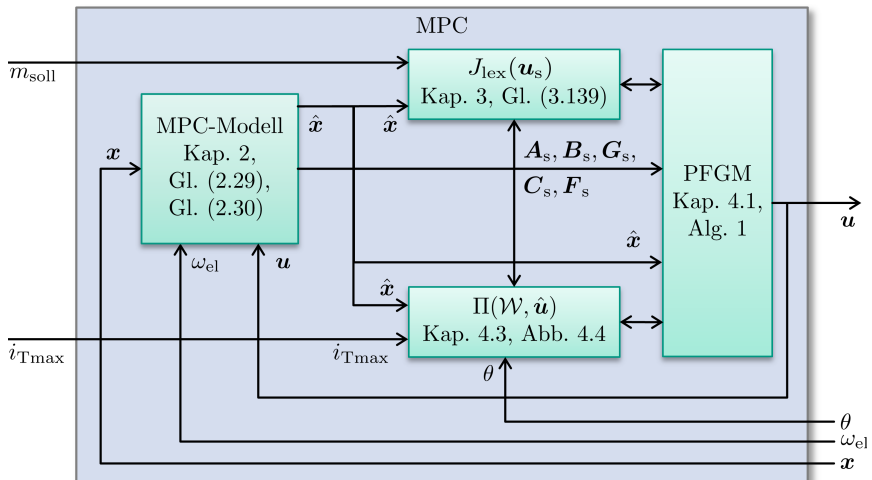 MPC
m_soll
J_lex(u_s)
Kap. 3, Gl. (3.139)
MPC-Modell
Kap. 2,
Gl. (2.29),
Gl. (2.30)
x
x̂
x̂
A_s, B_s, G_s,
C_s, F_s
PFGM
Kap. 4.1,
Alg. 1
u
ω_el
u
x̂
x̂
Π(𝒲, û)
Kap. 4.3, Abb. 4.4
i_Tmax
i_Tmax
θ
θ
ω_el
x